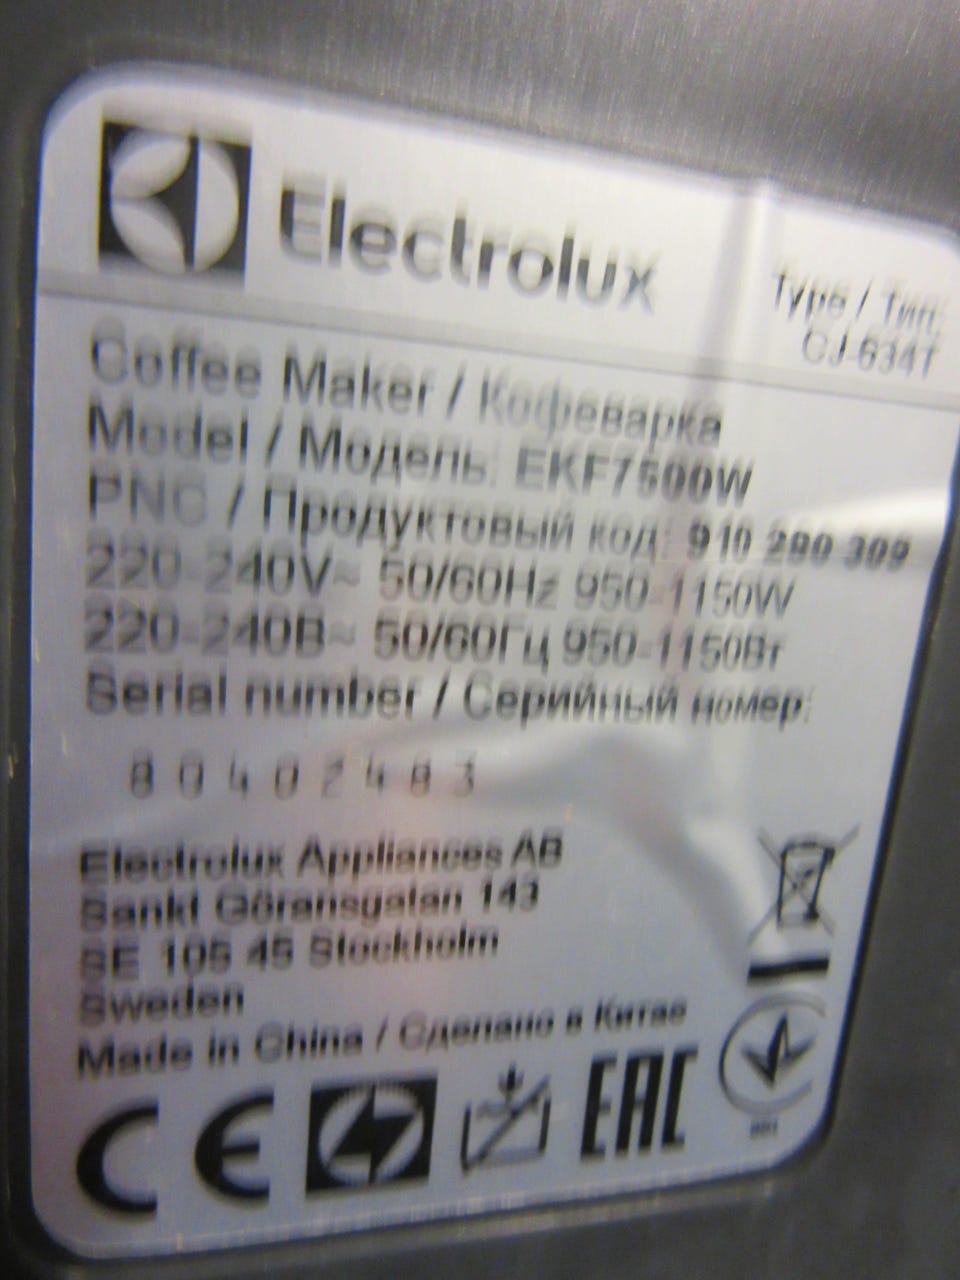 Electrolux
Type / Тип:
CJ-634T
Coffee Maker / Кофеварка
Model / Модель: EKF7500W
PNC / Продуктовый код: 910 280 309
220-240V~ 50/60Hz 950-1150W
220-240В~ 50/60Гц 950-1150Вт
Serial number / Серийный номер:
80402483
Electrolux Appliances AB
Sankt Göransgatan 143
SE 105 45 Stockholm
Sweden
Made in China / Сделано в Китае
CE EAC